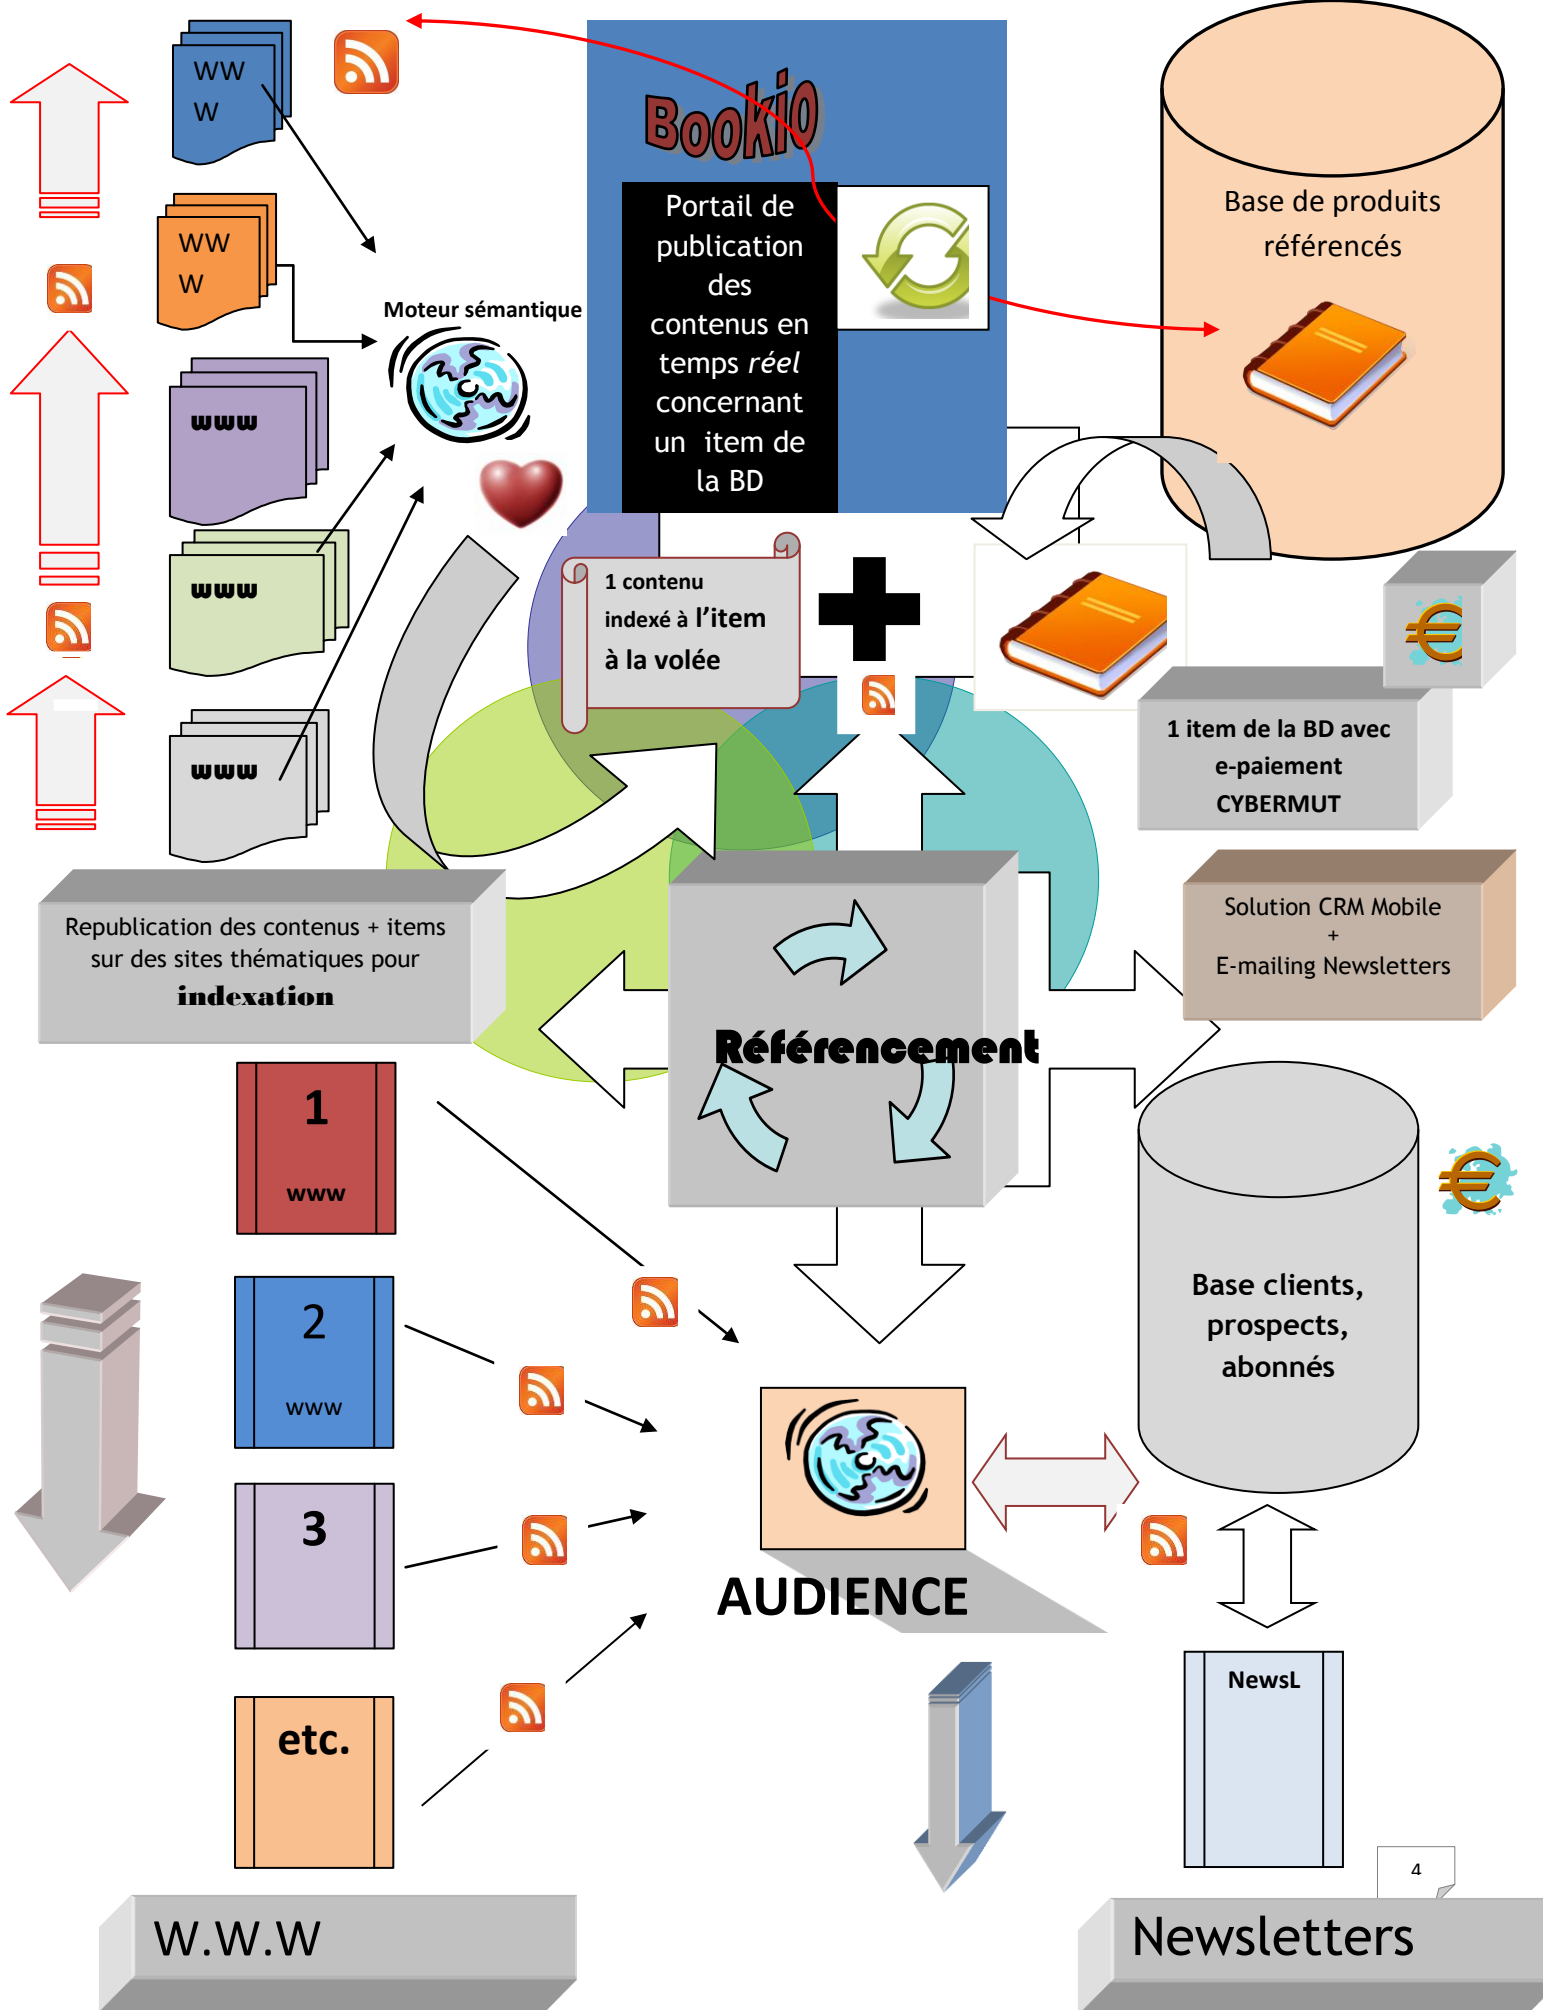 WW
W
WW
W
www
www
www
Moteur sémantique
Bookio
Portail de
publication
des
contenus en
temps réel
concernant
un item de
la BD
Base de produits
référencés
1 contenu
indexé à l'item
à la volée
1 item de la BD avec
e-paiement
CYBERMUT
Republication des contenus + items
sur des sites thématiques pour
indexation
Solution CRM Mobile
+
E-mailing Newsletters
Référencement
1
www
2
www
3
etc.
Base clients,
prospects,
abonnés
AUDIENCE
NewsL
4
W.W.W
Newsletters